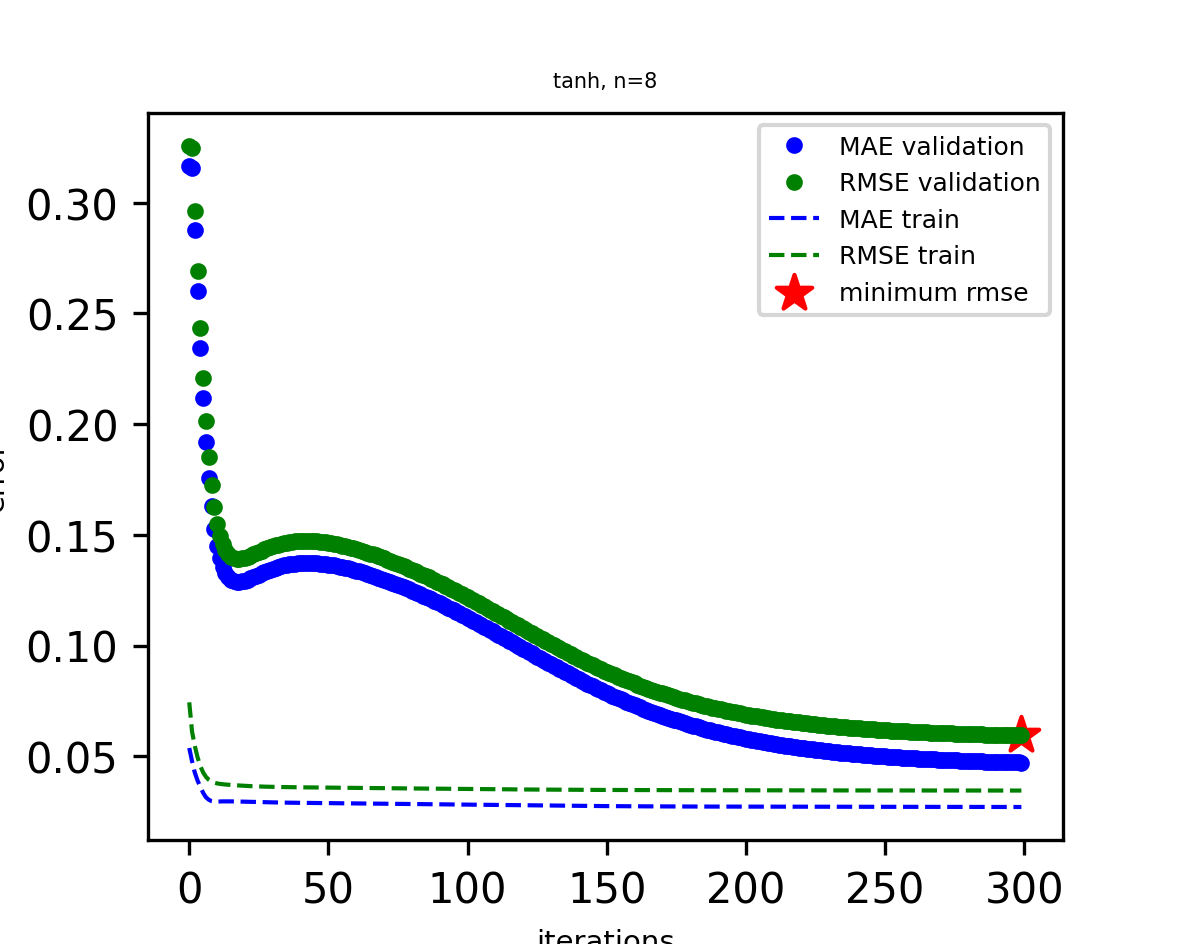 tanh, n=8
MAE validation
RMSE validation
MAE train
RMSE train
minimum rmse
0.30
0.25
0.20
0.15
0.10
0.05
0 50 100 150 200 250 300
iterations